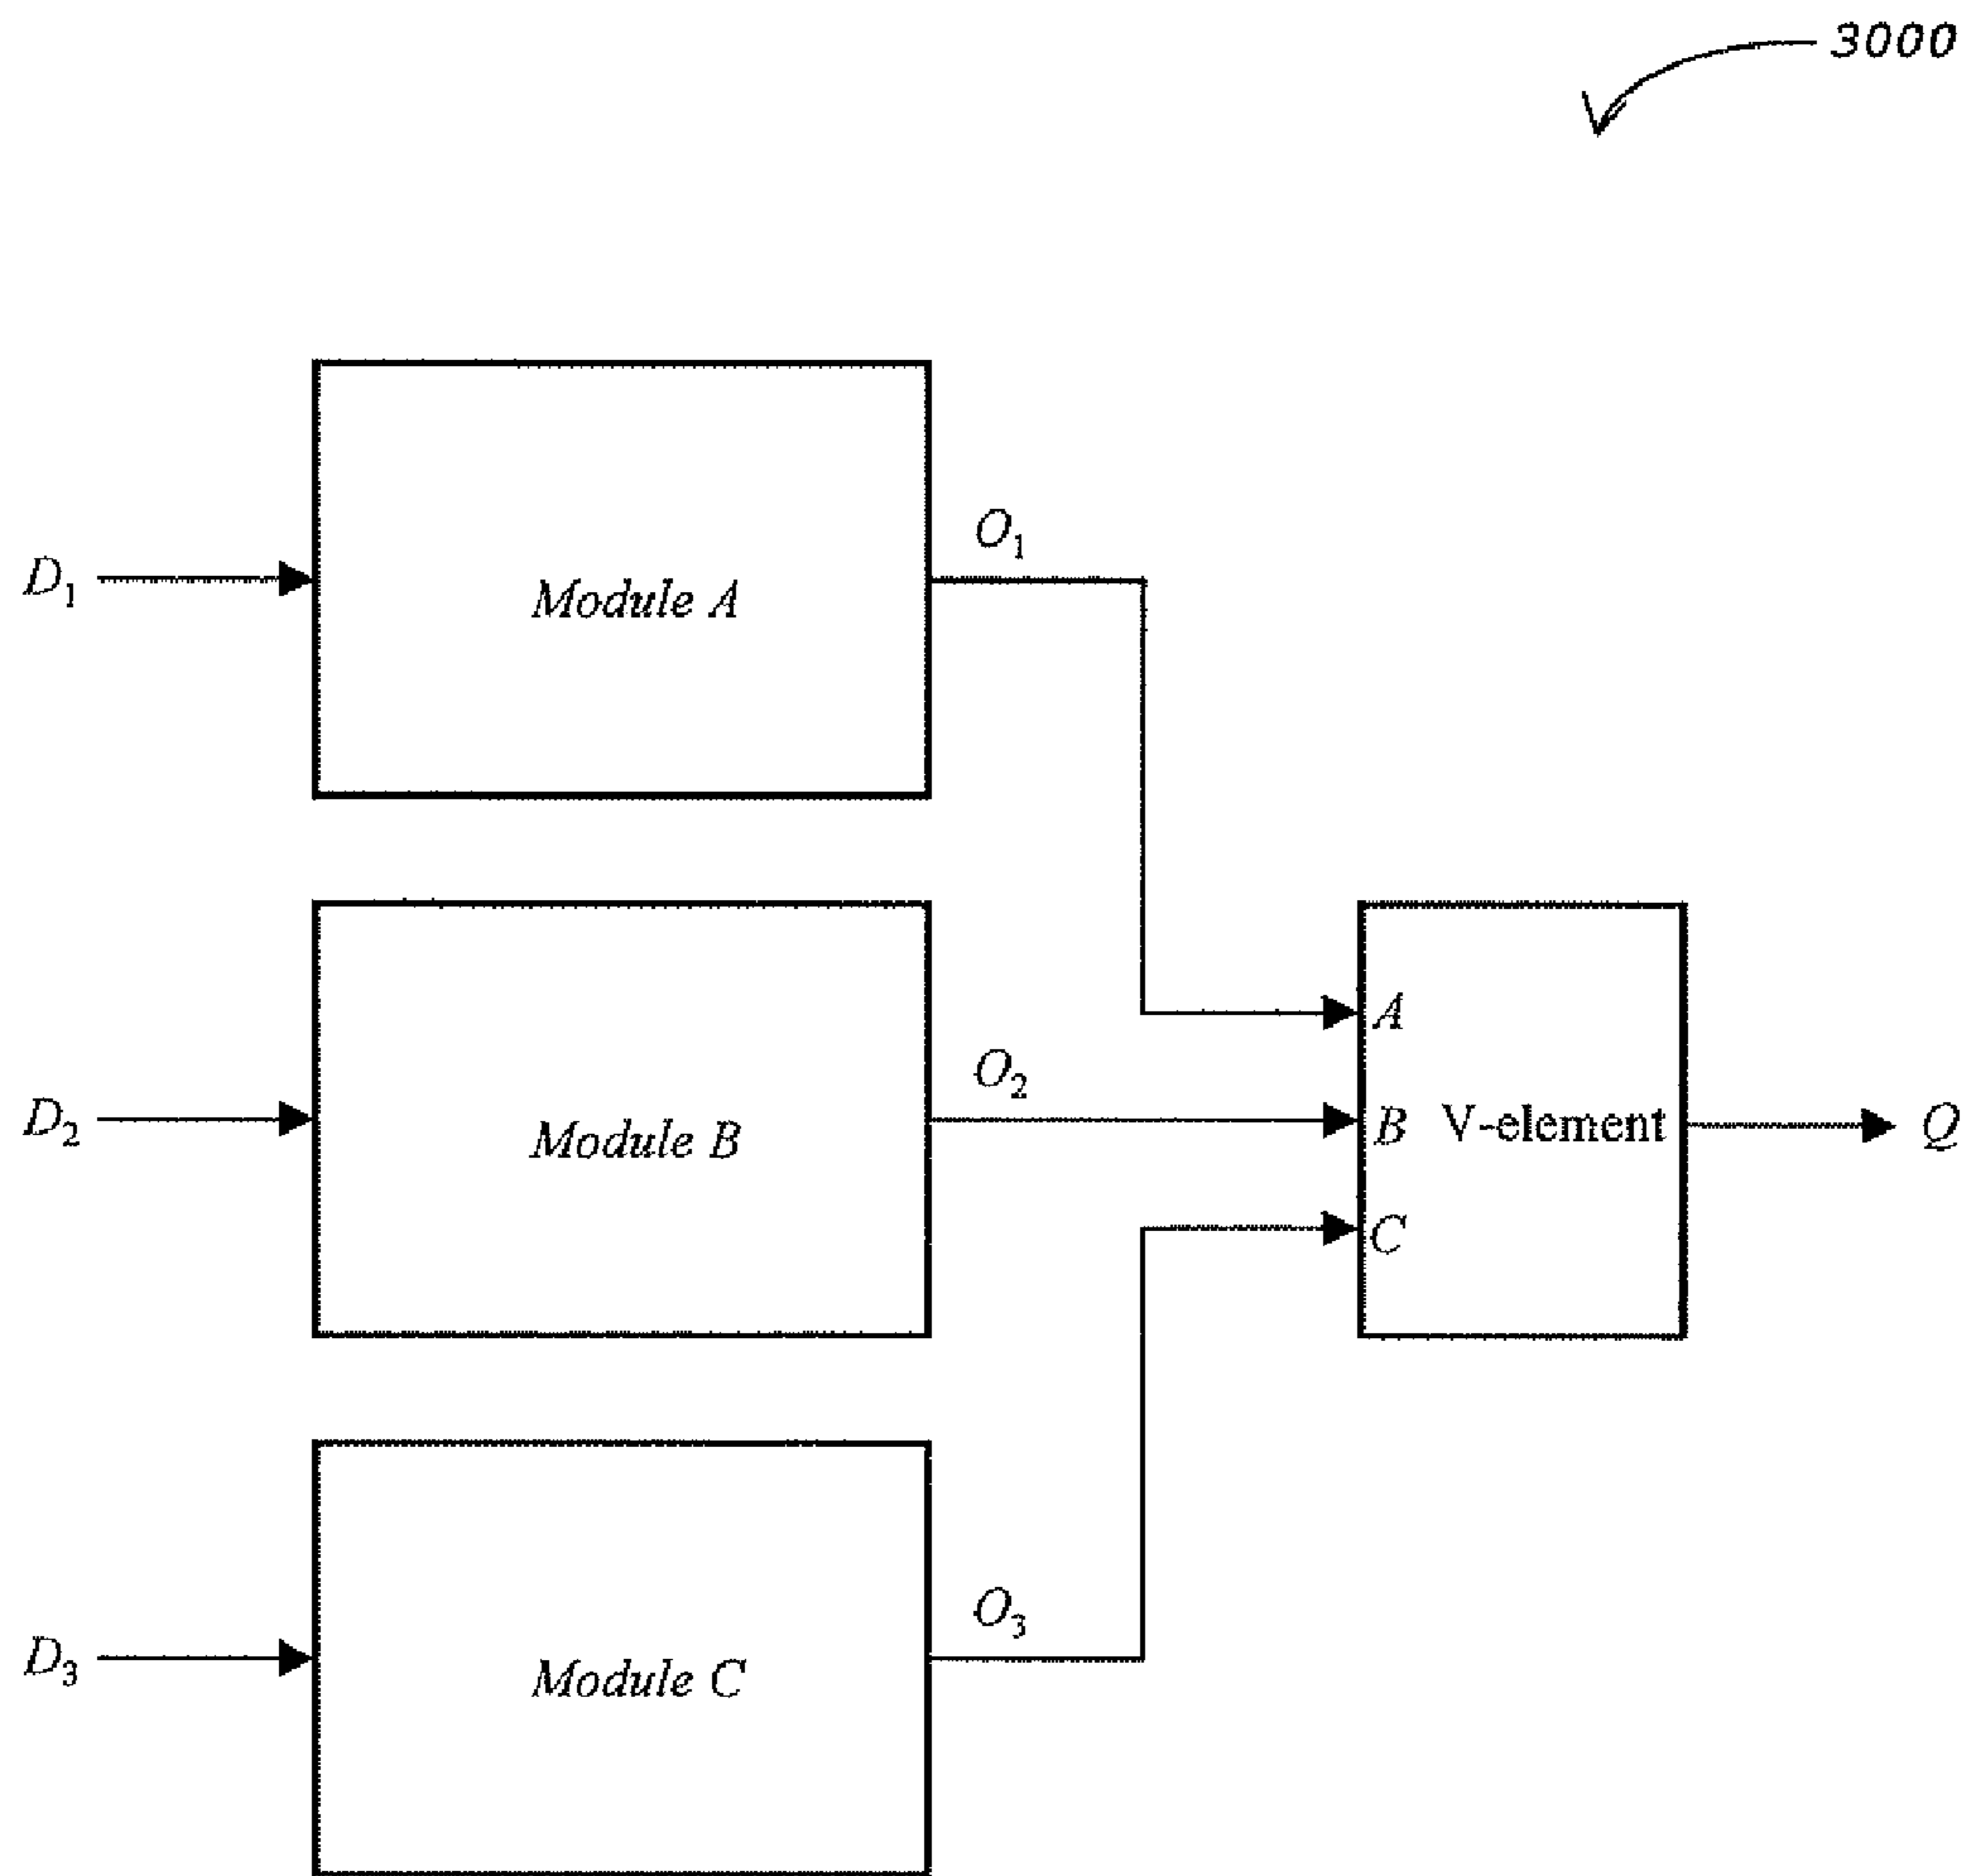 3000
O₁
D₁
Module A
A
O₂
D₂
Module B
B
V-element
Q
C
O₃
D₃
Module C